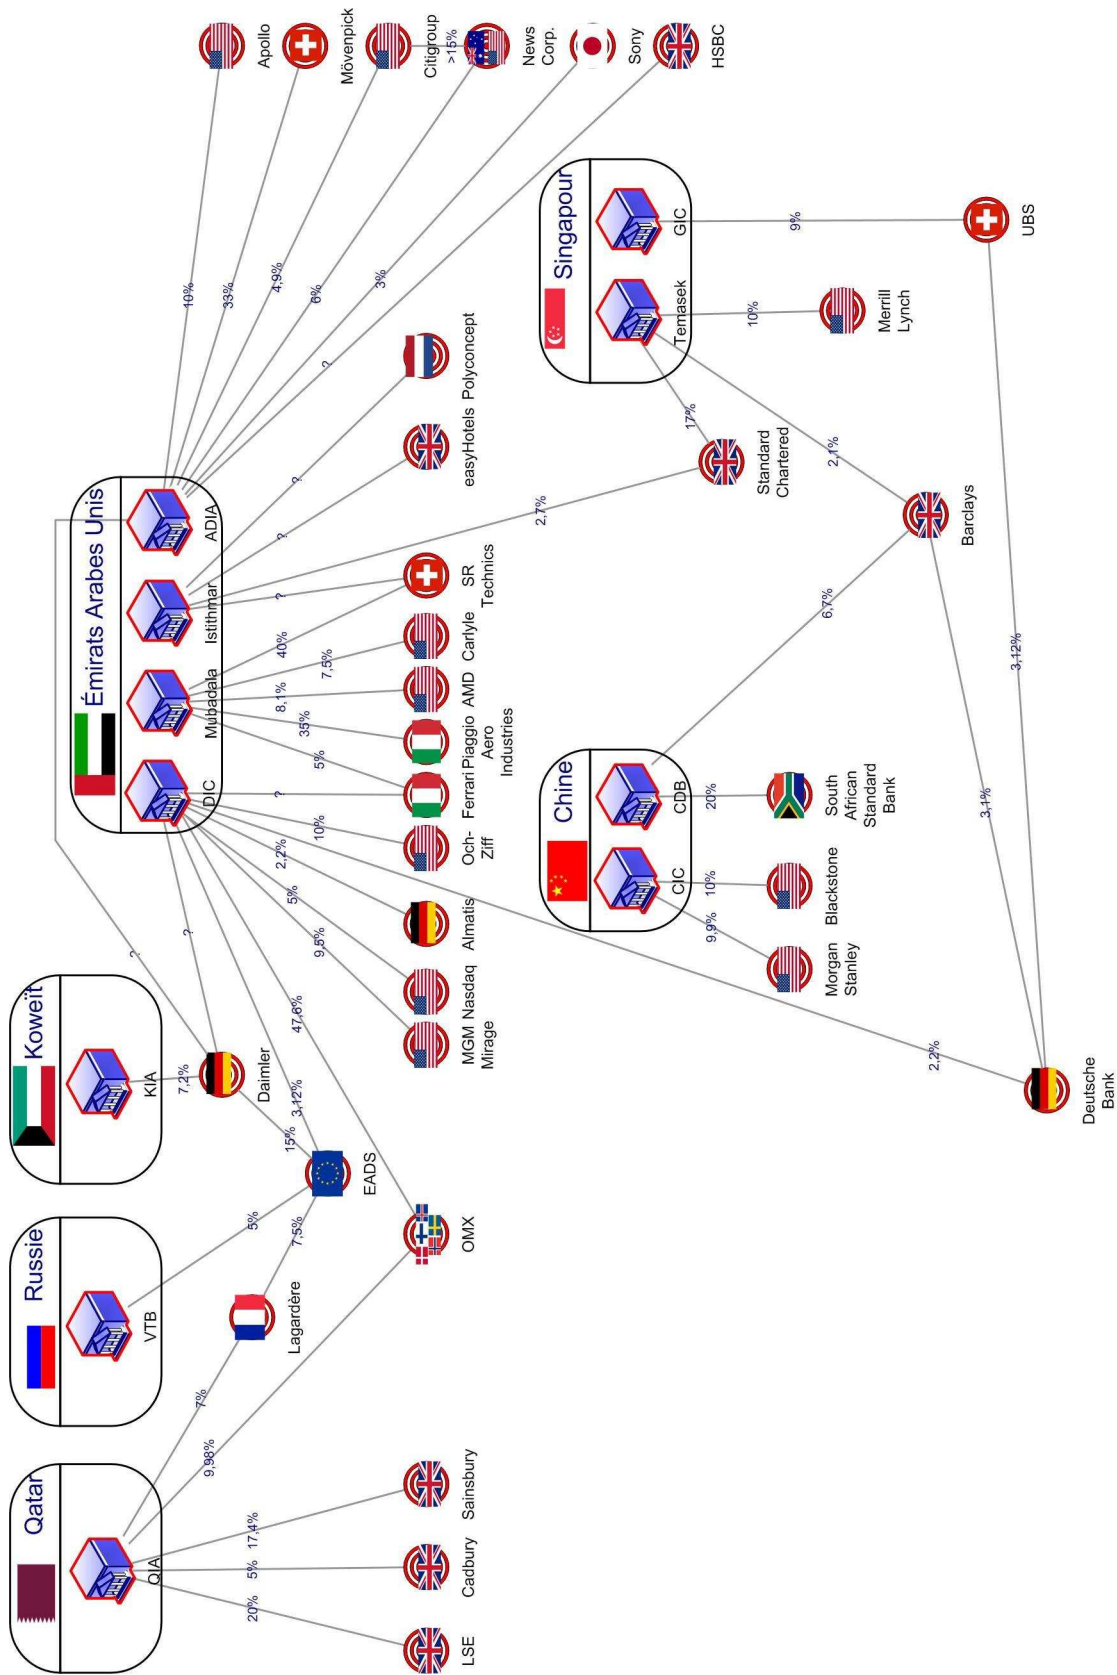 Qatar
QIA
Russie
VTB
Koweït
KIA
Émirats Arabes Unis
DIC
Mubadala
Istithmar
ADIA
7%
9,98%
20%
5%
17,4%
5%
7,2%
?
?
15%
3,12%
7,5%
47,6%
9,5%
5%
2,2%
10%
?
5%
35%
8,1%
7,5%
40%
?
2,7%
?
?
10%
33%
4,9%
6%
3%
?
>15%
Lagardère
EADS
Daimler
LSE
Cadbury
Sainsbury
OMX
MGM
Mirage
Nasdaq
Almatis
Och-
Ziff
Ferrari
Piaggio
Aero
Industries
AMD
Carlyle
SR
Technics
easyHotels
Polyconcept
Apollo
Mövenpick
Citigroup
News
Corp.
Sony
HSBC
Chine
CIC
CDB
9,9%
10%
20%
6,7%
Morgan
Stanley
Blackstone
South
African
Standard
Bank
Singapour
Temasek
GIC
17%
2,1%
10%
9%
Standard
Chartered
Merrill
Lynch
Barclays
UBS
2,2%
3,1%
3,12%
Deutsche
Bank